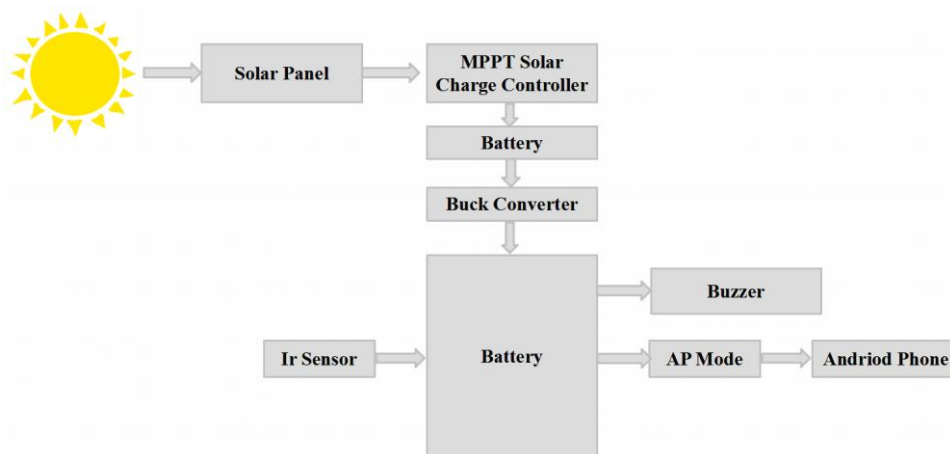 Solar Panel
MPPT Solar
Charge Controller
Battery
Buck Converter
Buzzer
Ir Sensor
Battery
AP Mode
Andriod Phone